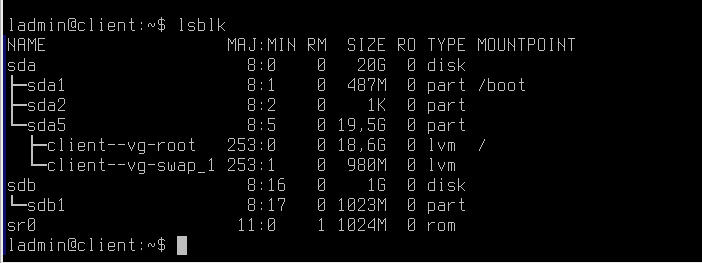 ladmin@client:~$ lsblk
NAME                  MAJ:MIN RM   SIZE RO TYPE MOUNTPOINT
sda                     8:0    0    20G  0 disk
├─sda1                  8:1    0   487M  0 part /boot
├─sda2                  8:2    0     1K  0 part
└─sda5                  8:5    0  19,5G  0 part
  ├─client--vg-root   253:0    0  18,6G  0 lvm  /
  └─client--vg-swap_1 253:1    0   980M  0 lvm
sdb                     8:16   0     1G  0 disk
└─sdb1                  8:17   0  1023M  0 part
sr0                    11:0    1  1024M  0 rom
ladmin@client:~$